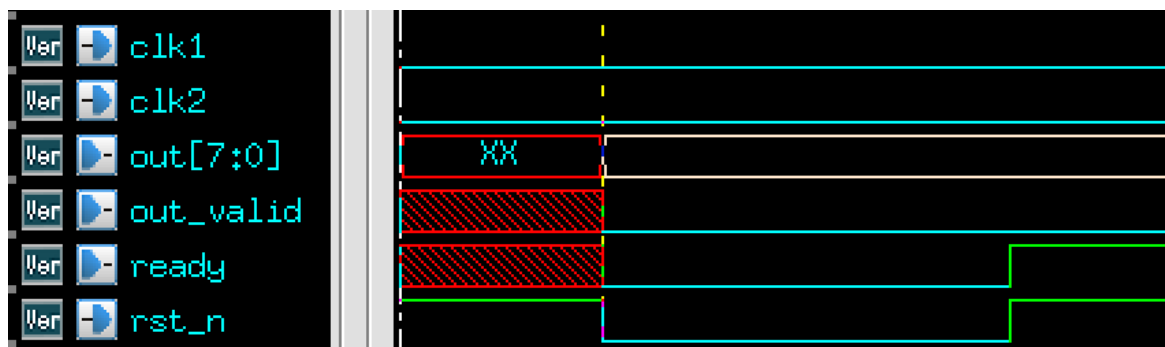 Ver clk1
Ver clk2
Ver out[7:0] XX
Ver out_valid
Ver ready
Ver rst_n